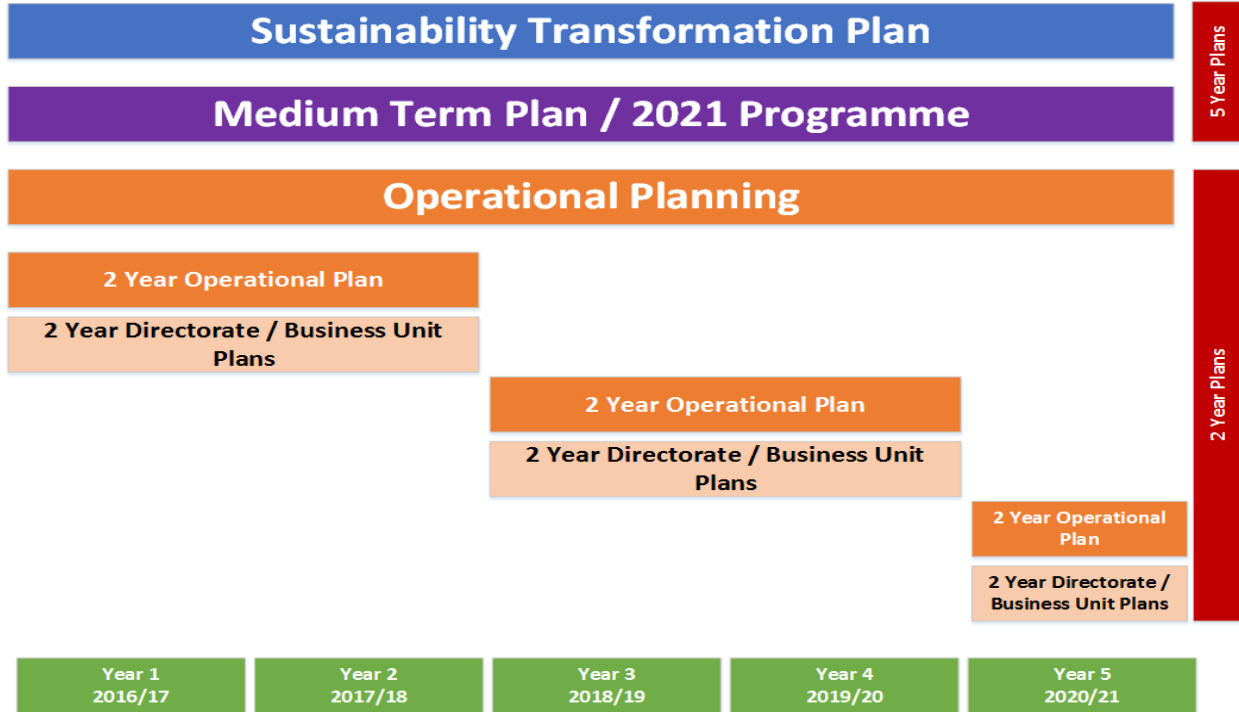 Sustainability Transformation Plan
5 Year Plans
Medium Term Plan / 2021 Programme
Operational Planning
2 Year Plans
2 Year Operational Plan
2 Year Directorate / Business Unit
Plans
2 Year Operational Plan
2 Year Directorate / Business Unit
Plans
2 Year Operational
Plan
2 Year Directorate /
Business Unit Plans
Year 1
2016/17
Year 2
2017/18
Year 3
2018/19
Year 4
2019/20
Year 5
2020/21